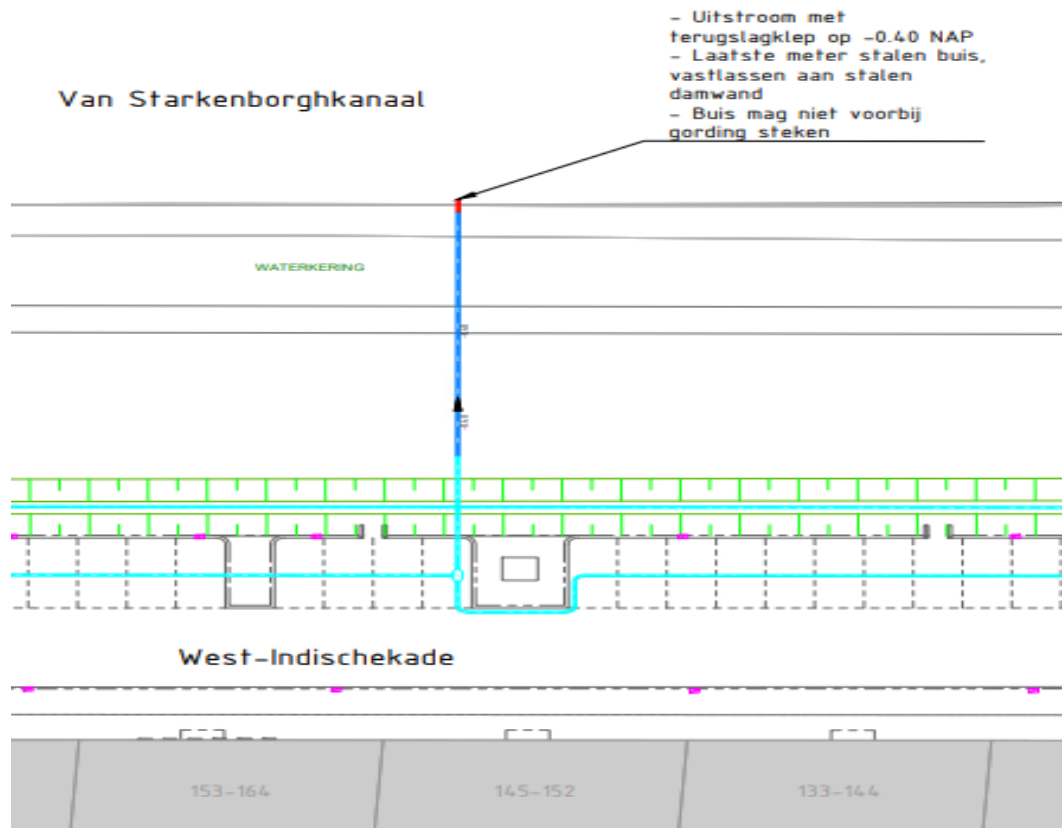 - Uitstroom met
terugslagklep op -0.40 NAP
- Laatste meter stalen buis,
vastlassen aan stalen
damwand
- Buis mag niet voorbij
gording steken
Van Starkenborghkanaal
WATERKERING
West-Indischekade
153-164
145-152
133-144